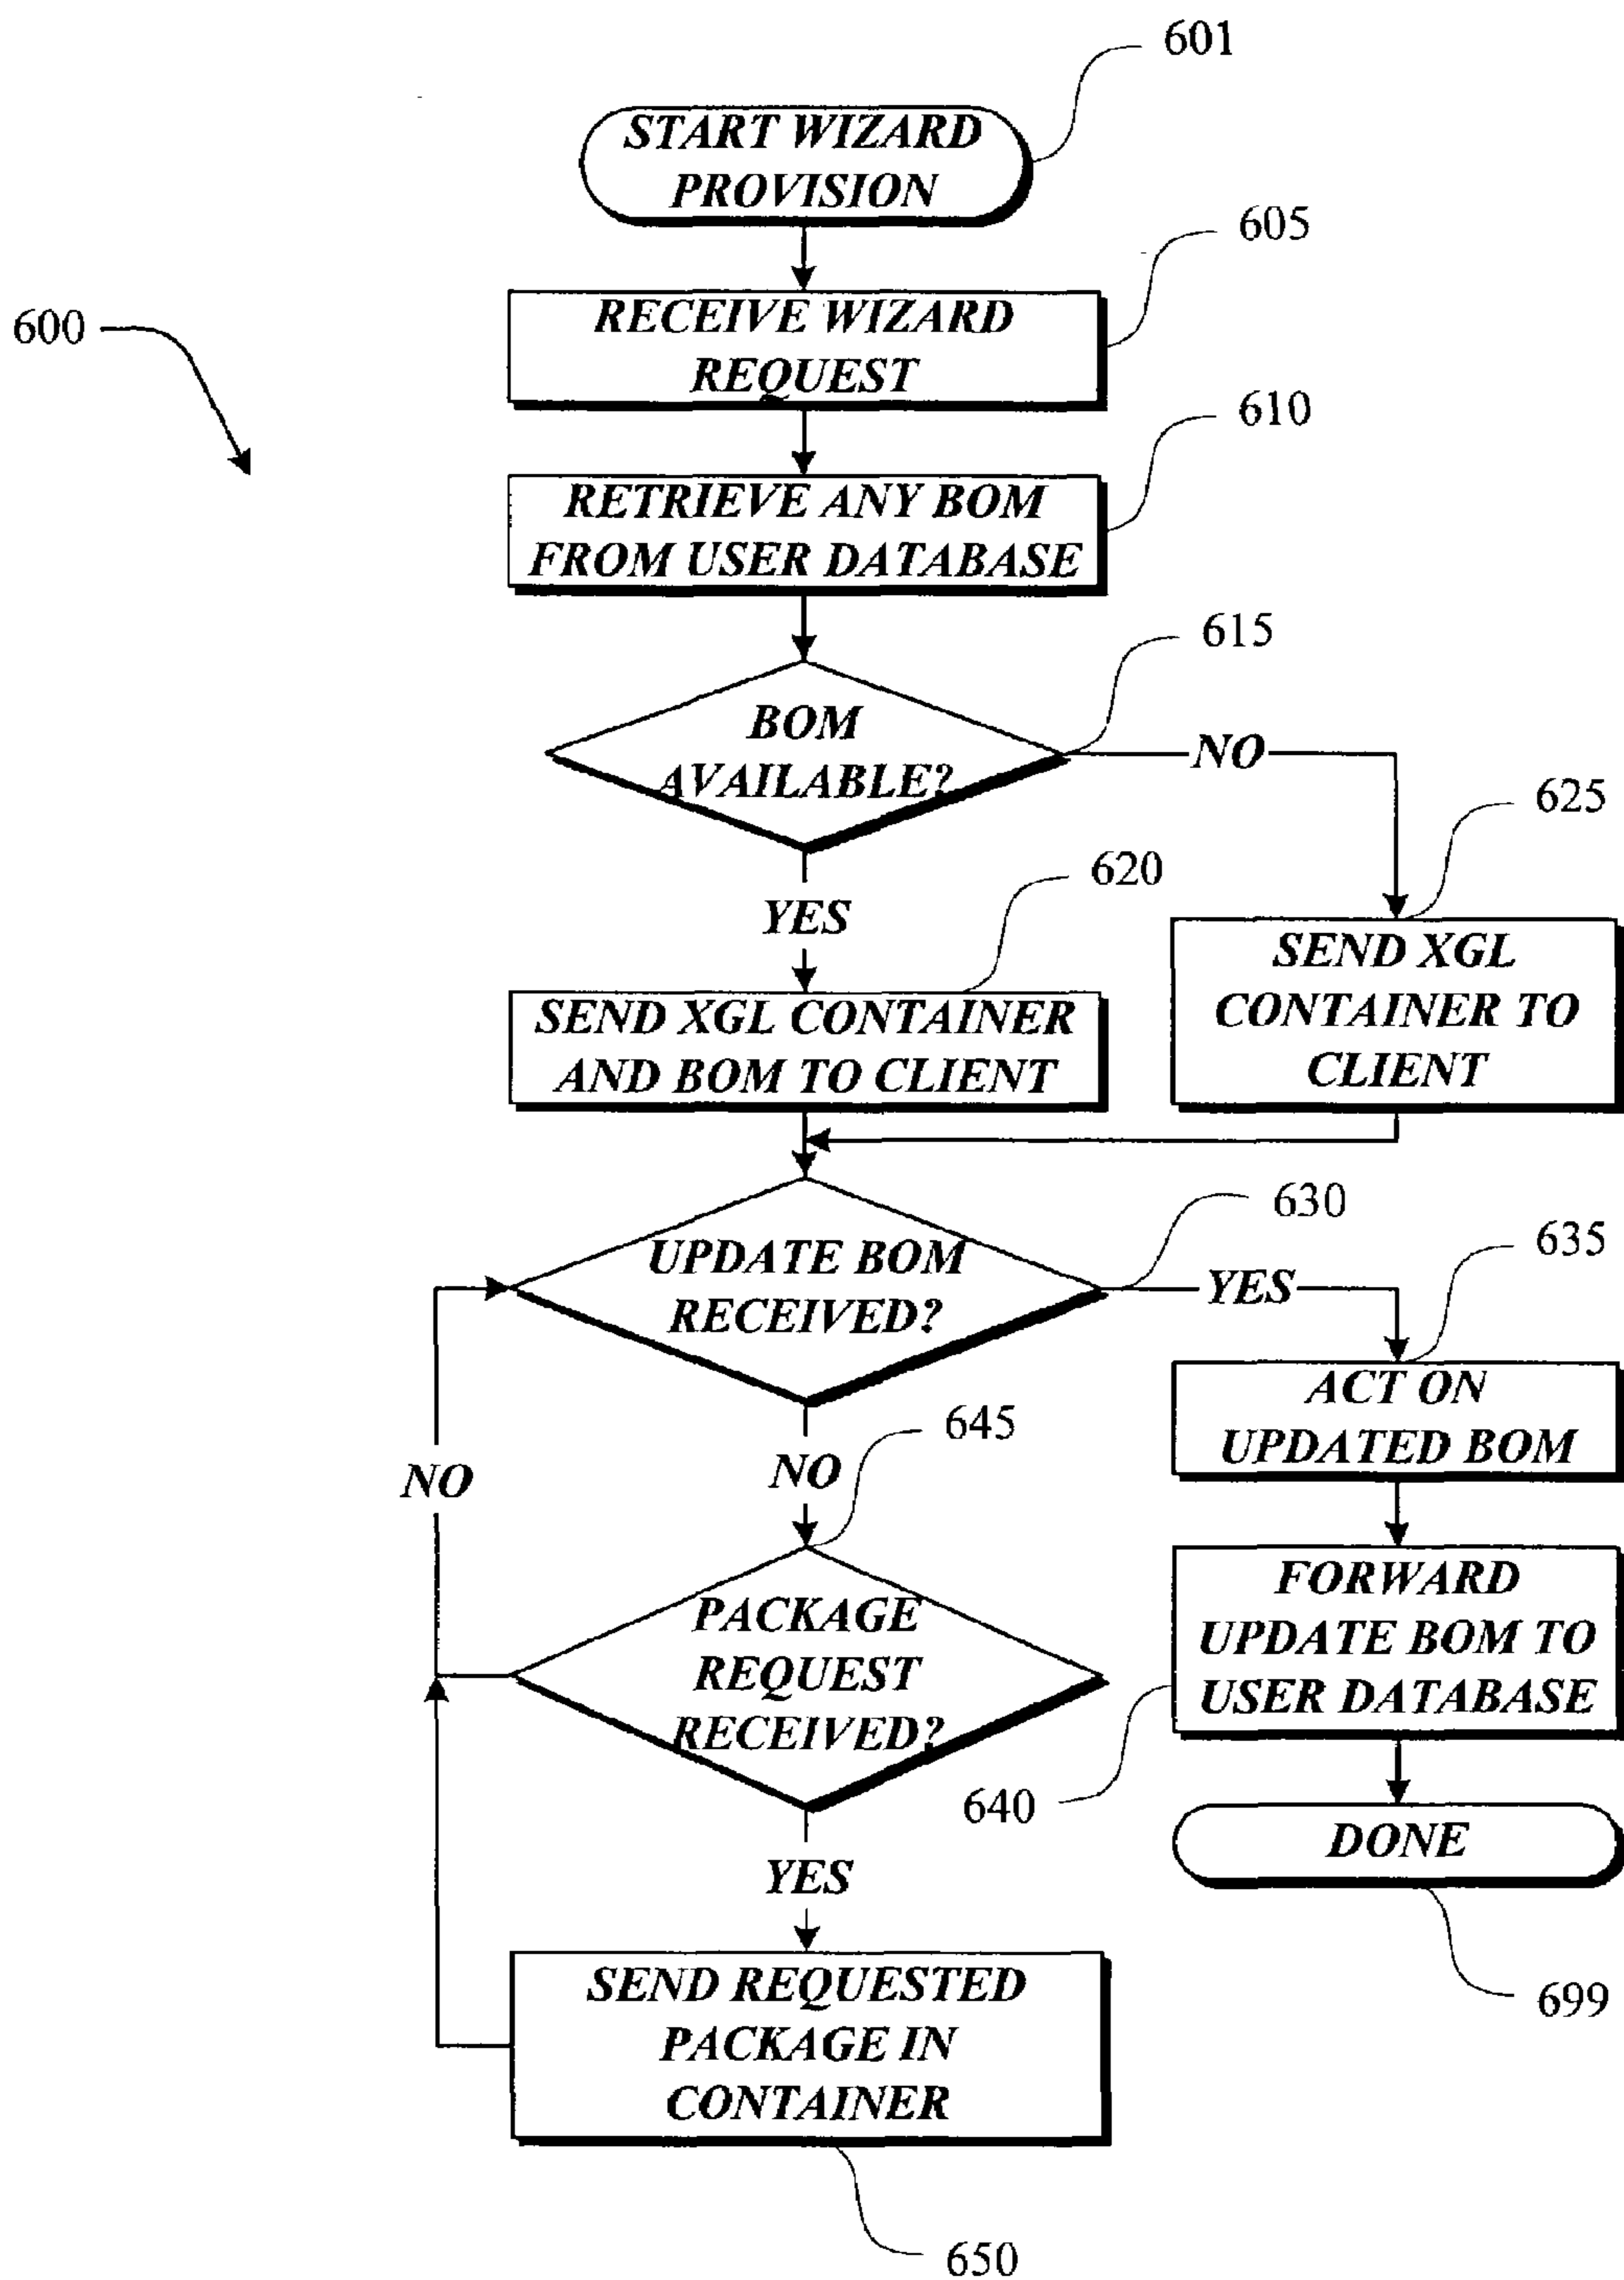 601
START WIZARD
PROVISION
605
RECEIVE WIZARD
REQUEST
600
610
RETRIEVE ANY BOM
FROM USER DATABASE
615
BOM
AVAILABLE?
NO
625
620
YES
SEND XGL
CONTAINER TO
CLIENT
SEND XGL CONTAINER
AND BOM TO CLIENT
630
635
UPDATE BOM
RECEIVED?
YES
ACT ON
UPDATED BOM
645
NO
NO
FORWARD
UPDATE BOM TO
USER DATABASE
PACKAGE
REQUEST
RECEIVED?
640
DONE
YES
699
SEND REQUESTED
PACKAGE IN
CONTAINER
650